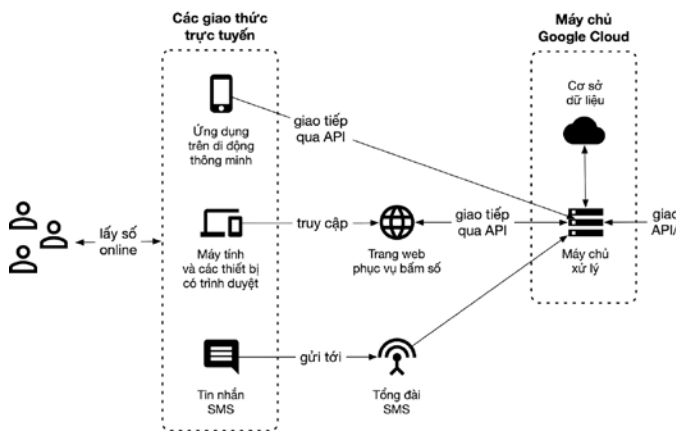 Các giao thức
trực tuyến
Máy chủ
Google Cloud
Cơ sở
dữ liệu
Ứng dụng
trên di động
thông minh
giao tiếp
qua API
lấy số
online
Máy tính
và các thiết bị
có trình duyệt
truy cập
Trang web
phục vụ bấm số
giao tiếp
qua API
Máy chủ
xử lý
giao
API/
Tin nhắn
SMS
gửi tới
Tổng đài
SMS